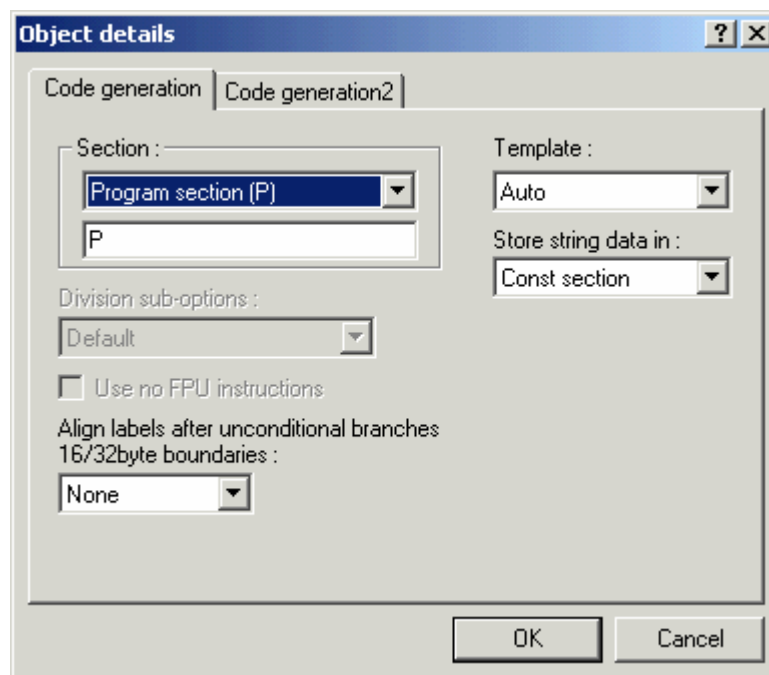 Object details
Code generation
Code generation2
Section :
Program section (P)
P
Template :
Auto
Store string data in :
Const section
Division sub-options :
Default
Use no FPU instructions
Align labels after unconditional branches
16/32byte boundaries :
None
OK
Cancel